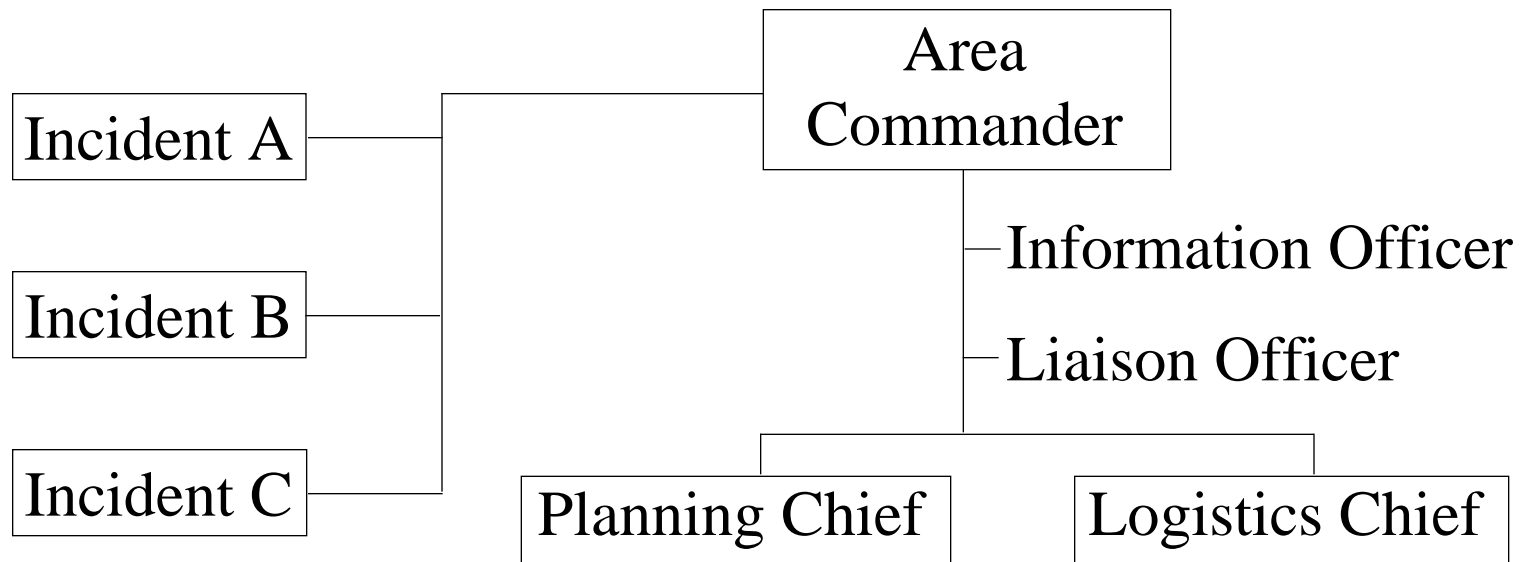 Area
Commander
Incident A
Information Officer
Incident B
Liaison Officer
Incident C
Planning Chief
Logistics Chief